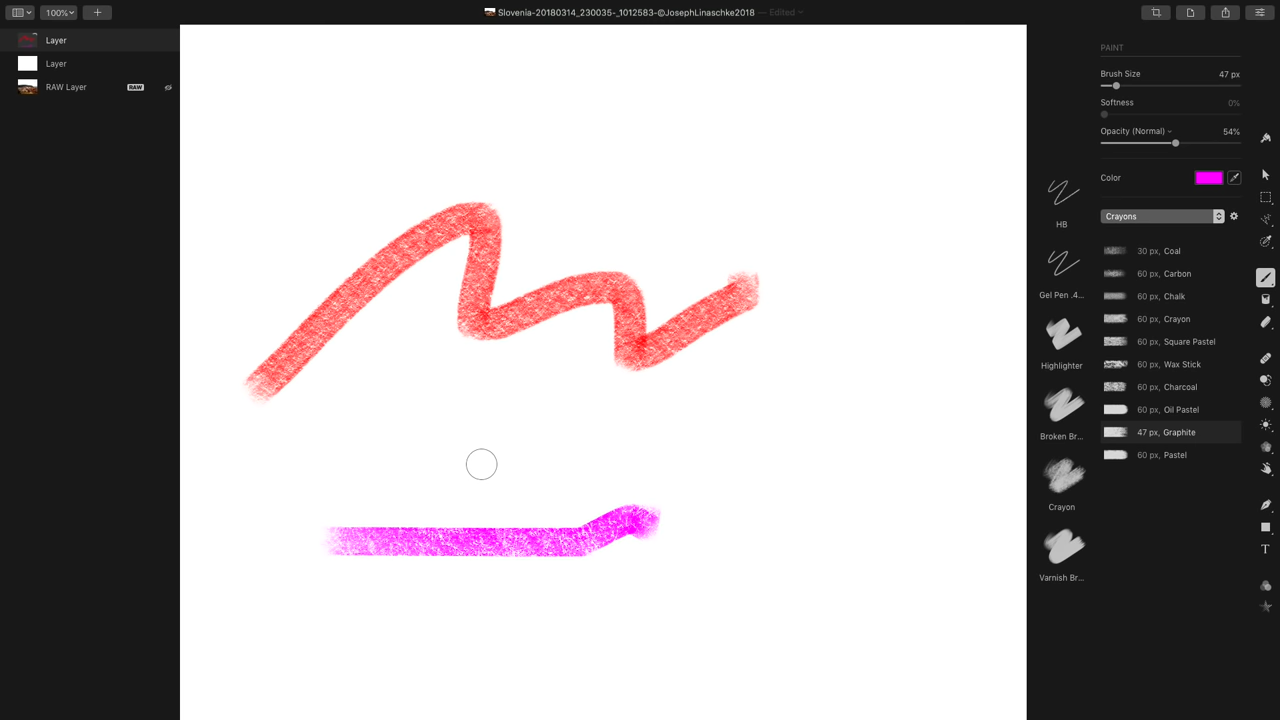 100%
Slovenia-20180314_230035-_1012583-©JosephLinaschke2018 — Edited
Layer
Layer
RAW Layer RAW
PAINT
Brush Size 47 px
Softness 0%
Opacity (Normal) 54%
Color
Crayons
30 px, Coal
60 px, Carbon
60 px, Chalk
60 px, Crayon
60 px, Square Pastel
60 px, Wax Stick
60 px, Charcoal
60 px, Oil Pastel
47 px, Graphite
60 px, Pastel
HB
Gel Pen .4...
Highlighter
Broken Br...
Crayon
Varnish Br...
T